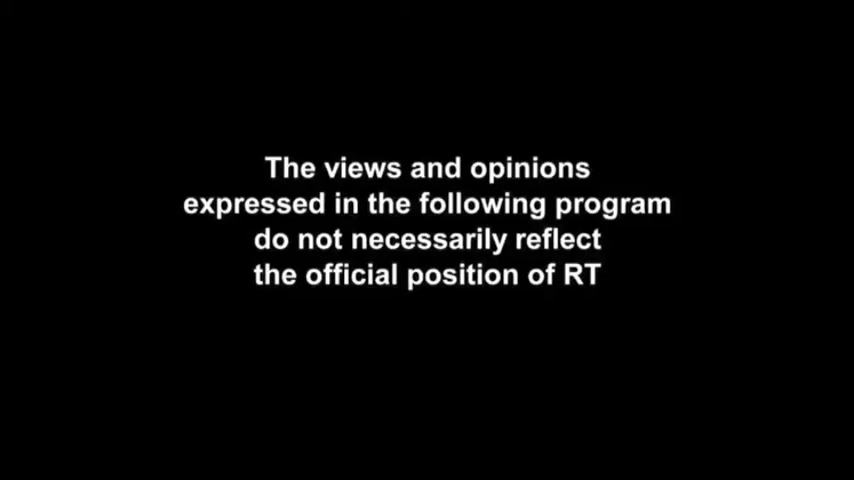 The views and opinions
expressed in the following program
do not necessarily reflect
the official position of RT